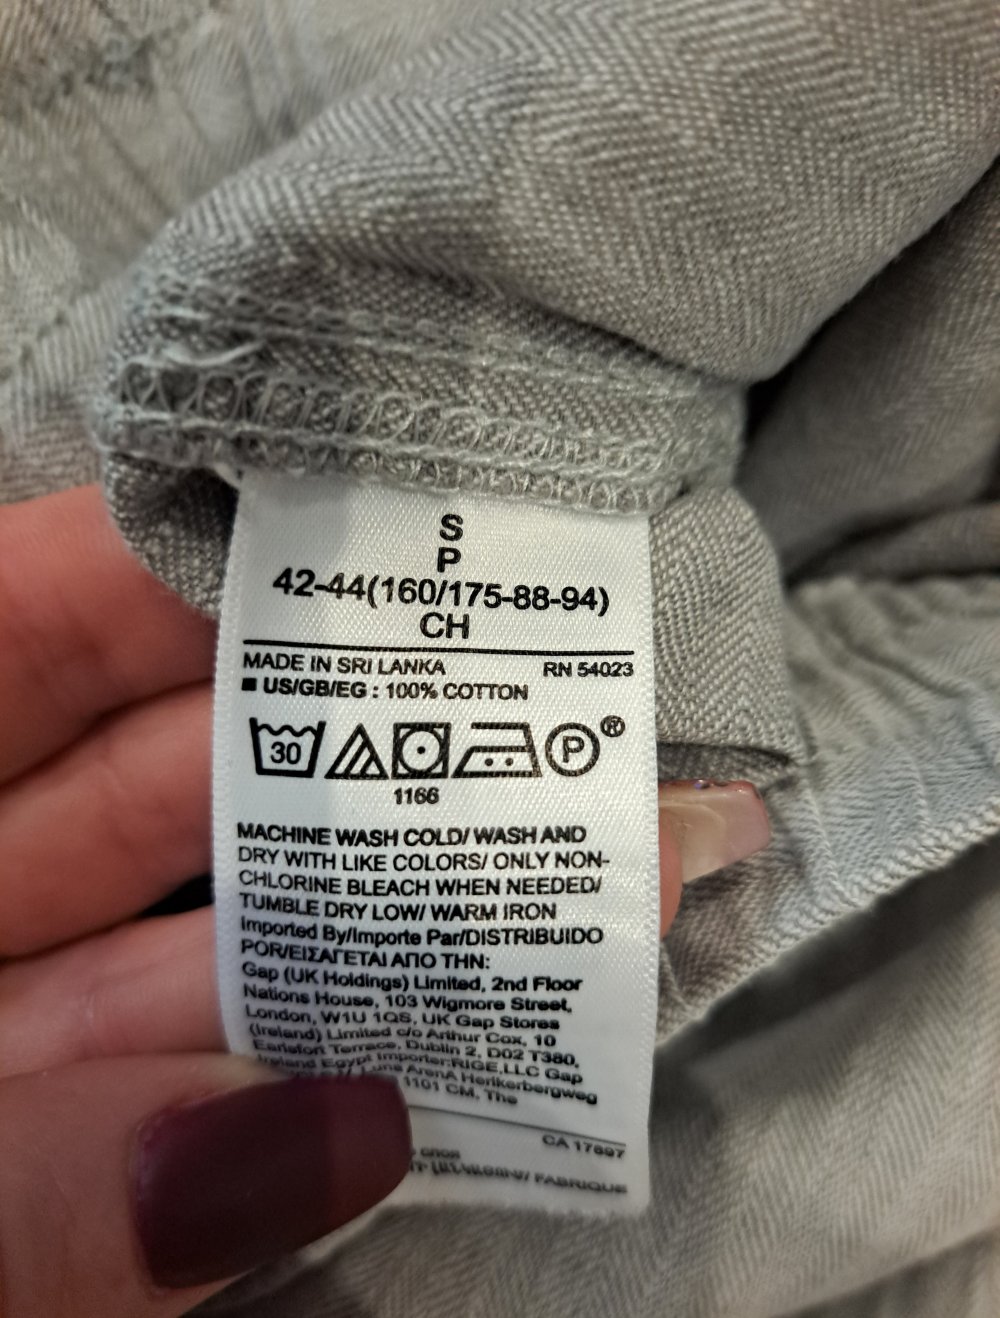 S
P
42-44(160/175-88-94)
CH
MADE IN SRI LANKA RN 54023
■ US/GB/EG : 100% COTTON
30 P ®
1166
MACHINE WASH COLD/ WASH AND
DRY WITH LIKE COLORS/ ONLY NON-
CHLORINE BLEACH WHEN NEEDED/
TUMBLE DRY LOW/ WARM IRON
Imported By/Importe Par/DISTRIBUIDO
POR/ΕΙΣΑΓΕΤΑΙ ΑΠΟ ΤΗΝ:
Gap (UK Holdings) Limited, 2nd Floor
Nations House, 103 Wigmore Street,
London, W1U 1QS, UK Gap Stores
(Ireland) Limited c/o Arthur Cox, 10
Earlsfort Terrace, Dublin 2, D02 T380,
Ireland Egypt Importer:RIGE,LLC Gap
ArenA Herikerbergweg
1101 CM, The
CA 17897
FABRIQUE